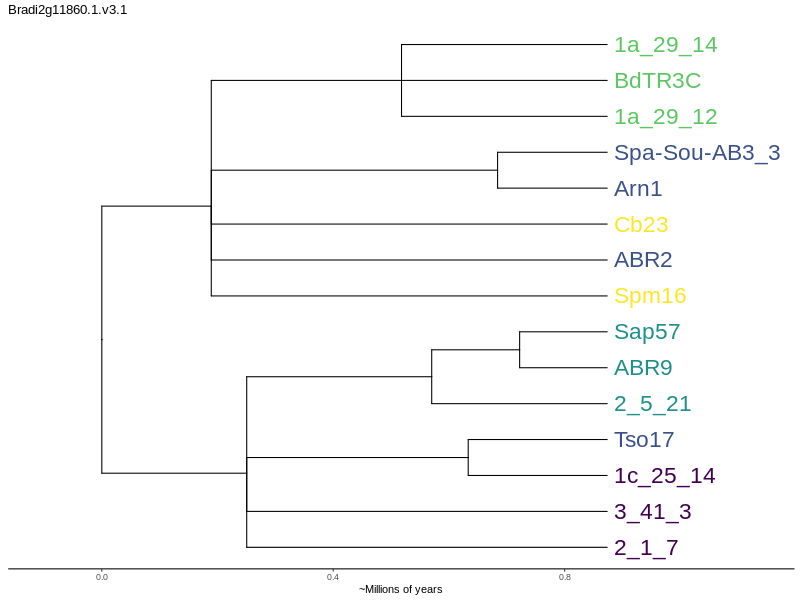 Bradi2g11860.1.v3.1
1a_29_14
BdTR3C
1a_29_12
Spa-Sou-AB3_3
Arn1
Cb23
ABR2
Spm16
Sap57
ABR9
2_5_21
Tso17
1c_25_14
3_41_3
2_1_7
0.0 0.4 0.8
~Millions of years